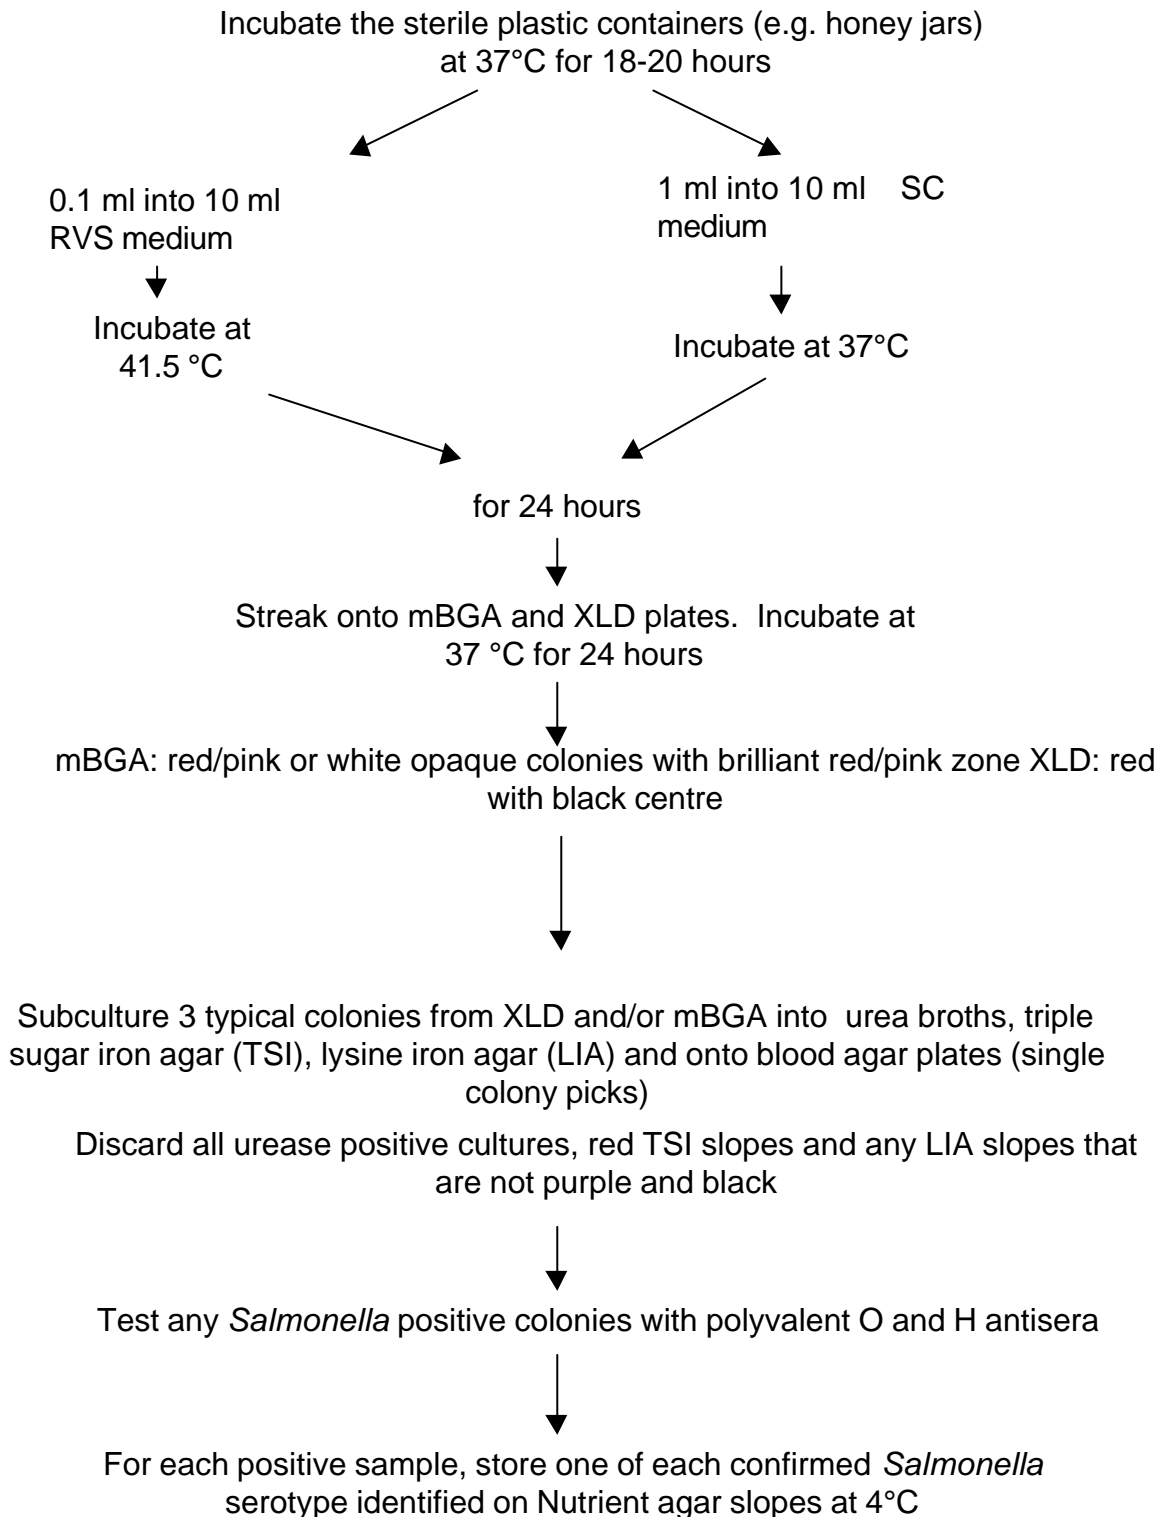 Incubate the sterile plastic containers (e.g. honey jars)
at 37°C for 18-20 hours
0.1 ml into 10 ml
RVS medium
1 ml into 10 ml SC
medium
Incubate at
41.5 °C
Incubate at 37°C
for 24 hours
Streak onto mBGA and XLD plates. Incubate at
37 °C for 24 hours
mBGA: red/pink or white opaque colonies with brilliant red/pink zone XLD: red
with black centre
Subculture 3 typical colonies from XLD and/or mBGA into urea broths, triple
sugar iron agar (TSI), lysine iron agar (LIA) and onto blood agar plates (single
colony picks)
Discard all urease positive cultures, red TSI slopes and any LIA slopes that
are not purple and black
Test any Salmonella positive colonies with polyvalent O and H antisera
For each positive sample, store one of each confirmed Salmonella
serotype identified on Nutrient agar slopes at 4°C